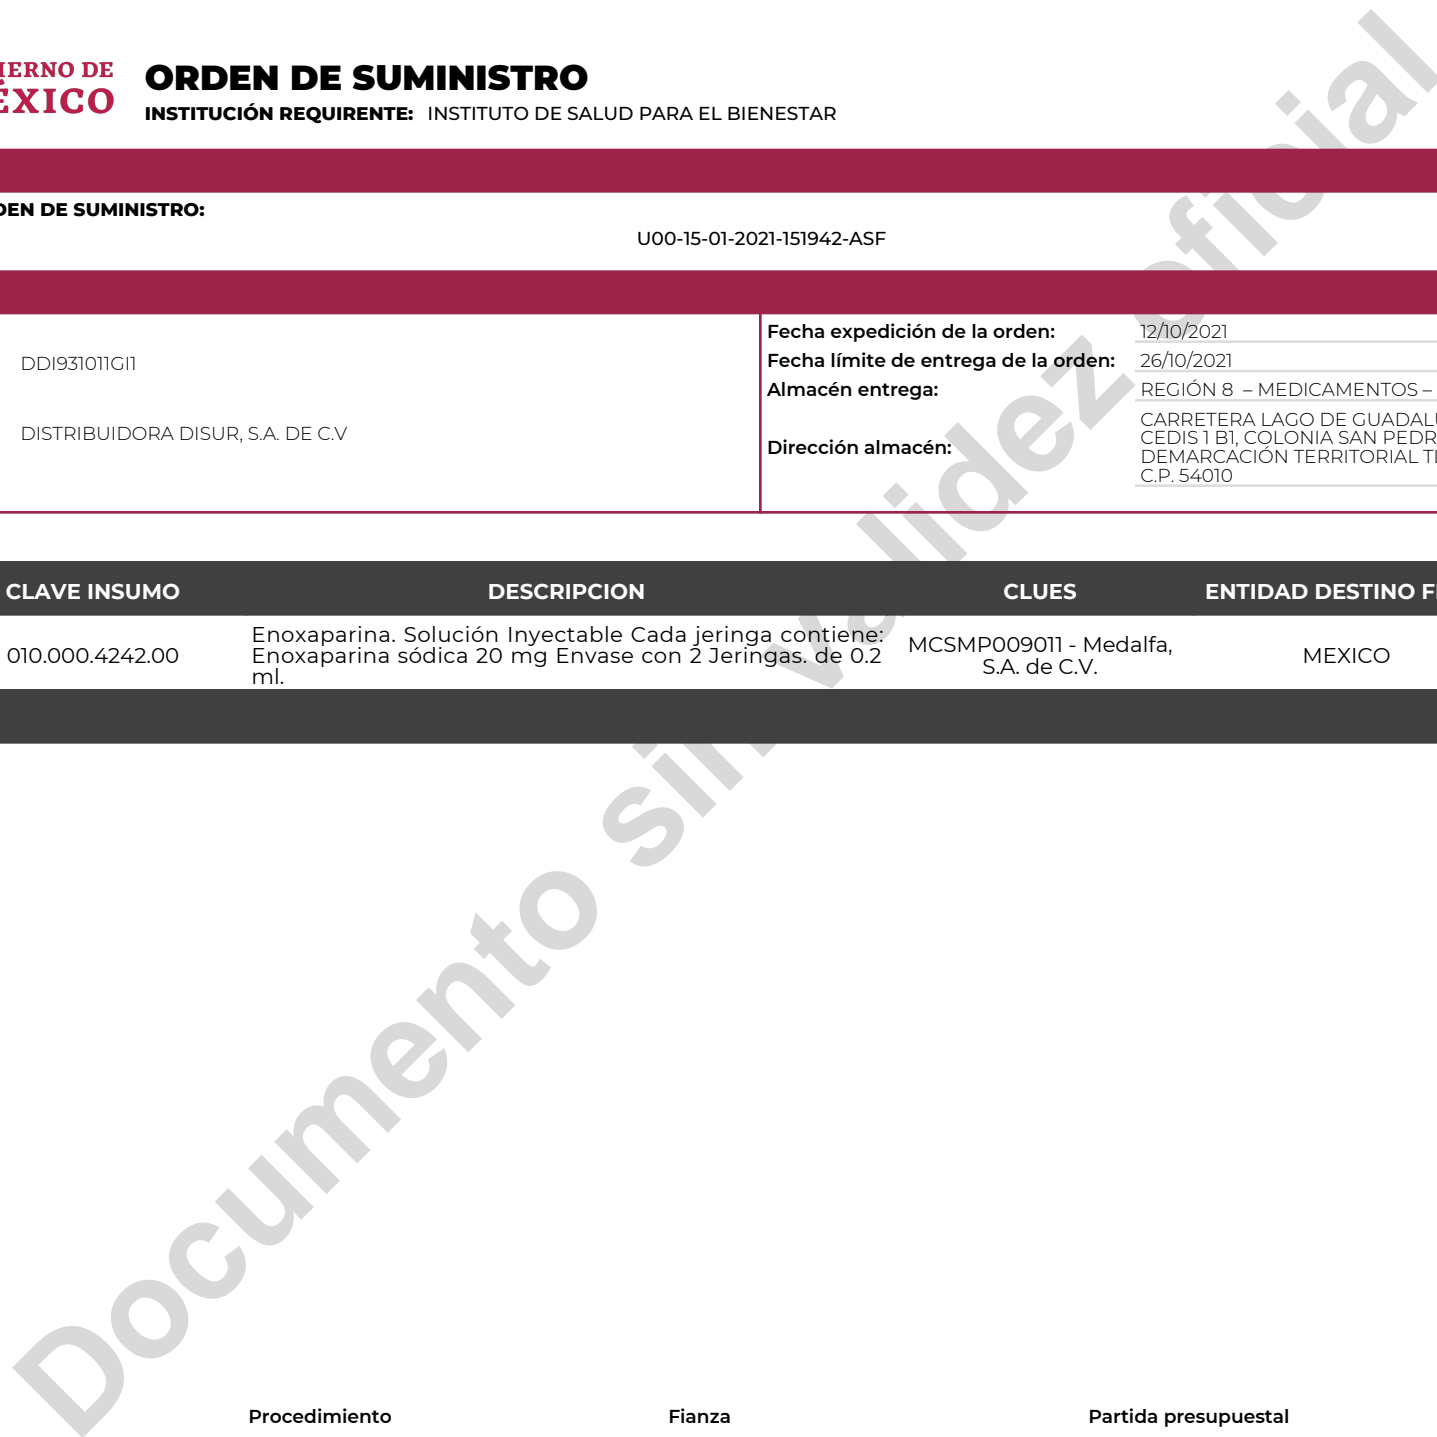 IERNO DE
ÉXICO
ORDEN DE SUMINISTRO
INSTITUCIÓN REQUIRENTE: INSTITUTO DE SALUD PARA EL BIENESTAR
DEN DE SUMINISTRO:
U00-15-01-2021-151942-ASF
DDI931011GI1
DISTRIBUIDORA DISUR, S.A. DE C.V
Fecha expedición de la orden: 12/10/2021
Fecha límite de entrega de la orden: 26/10/2021
Almacén entrega: REGIÓN 8 – MEDICAMENTOS –
Dirección almacén:
CARRETERA LAGO DE GUADALU
CEDIS 1 B1, COLONIA SAN PEDR
DEMARCACIÓN TERRITORIAL TL
C.P. 54010
CLAVE INSUMO DESCRIPCION CLUES ENTIDAD DESTINO FI
010.000.4242.00
Enoxaparina. Solución Inyectable Cada jeringa contiene:
Enoxaparina sódica 20 mg Envase con 2 Jeringas. de 0.2
ml.
MCSMP009011 - Medalfa,
S.A. de C.V.
MEXICO
Documento sin validez oficial
Procedimiento Fianza Partida presupuestal